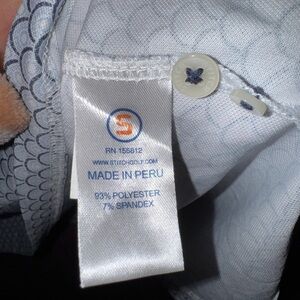 S
RN 155812
WWW.STITCHGOLF.COM
MADE IN PERU
93% POLYESTER
7% SPANDEX